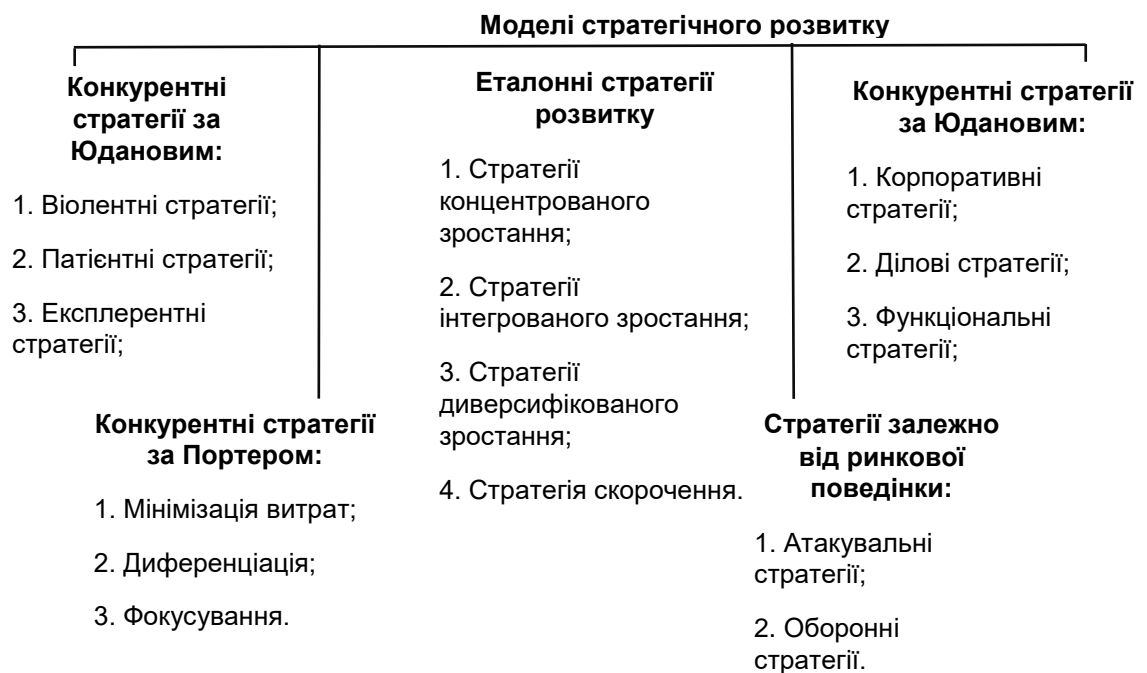 Моделі стратегічного розвитку
Конкурентні
стратегії за
Юдановим:
1. Віолентні стратегії;
2. Патієнтні стратегії;
3. Експлерентні
стратегії;
Конкурентні стратегії
за Портером:
1. Мінімізація витрат;
2. Диференціація;
3. Фокусування.
Еталонні стратегії
розвитку
1. Стратегії
концентрованого
зростання;
2. Стратегії
інтегрованого зростання;
3. Стратегії
диверсифікованого
зростання;
4. Стратегія скорочення.
Конкурентні стратегії
за Юдановим:
1. Корпоративні
стратегії;
2. Ділові стратегії;
3. Функціональні
стратегії;
Стратегії залежно
від ринкової
поведінки:
1. Атакувальні
стратегії;
2. Оборонні
стратегії.